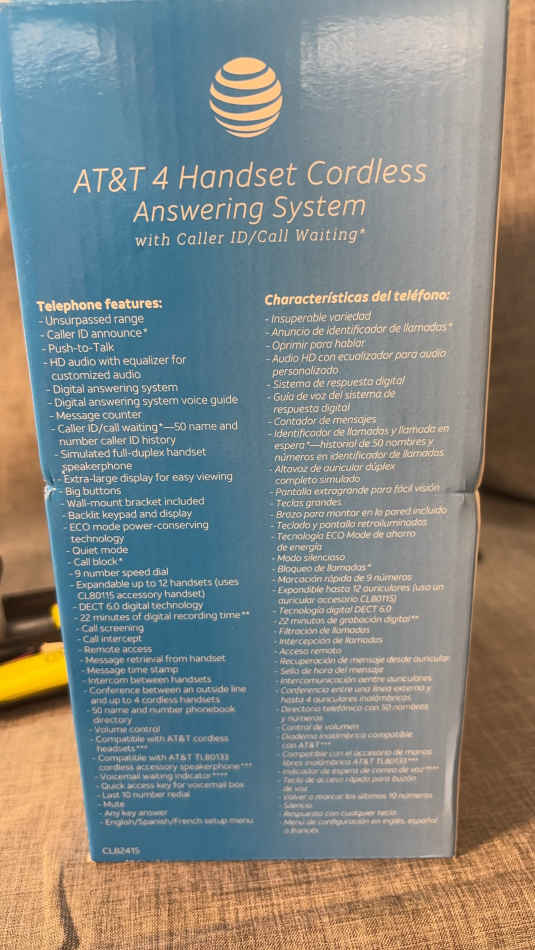 AT&T 4 Handset Cordless
Answering System
with Caller ID/Call Waiting*
Telephone features:
- Unsurpassed range
- Caller ID announce*
- Push-to-Talk
- HD audio with equalizer for
customized audio
- Digital answering system
- Digital answering system voice guide
- Message counter
- Caller ID/call waiting*—50 name and
number caller ID history
- Simulated full-duplex handset
speakerphone
- Extra-large display for easy viewing
- Big buttons
- Wall-mount bracket included
- Backlit keypad and display
- ECO mode power-conserving
technology
- Quiet mode
- Call block*
- 9 number speed dial
- Expandable up to 12 handsets (uses
CL80115 accessory handset)
- DECT 6.0 digital technology
- 22 minutes of digital recording time**
- Call screening
- Call intercept
- Remote access
- Message retrieval from handset
- Message time stamp
- Intercom between handsets
- Conference between an outside line
and up to 4 cordless handsets
- 50 name and number phonebook
directory
- Volume control
- Compatible with AT&T cordless
headsets***
- Compatible with AT&T TL80133
cordless accessory speakerphone***
- Voicemail waiting indicator****
- Quick access key for voicemail box
- Last 10 number redial
- Mute
- Any key answer
- English/Spanish/French setup menu
CL82415
Características del teléfono:
- Insuperable variedad
- Anuncio de identificador de llamadas*
- Oprimir para hablar
- Audio HD con ecualizador para audio
personalizado
- Sistema de respuesta digital
- Guía de voz del sistema de
respuesta digital
- Contador de mensajes
- Identificador de llamadas y llamada en
espera*—historial de 50 nombres y
números en identificador de llamadas
- Altavoz de auricular dúplex
completo simulado
- Pantalla extragrande para fácil visión
- Teclas grandes
- Brazo para montar en la pared incluido
- Teclado y pantalla retroiluminados
- Tecnología ECO Mode de ahorro
de energía
- Modo silencioso
- Bloqueo de llamadas*
- Marcación rápida de 9 números
- Expandible hasta 12 auriculares (usa un
auricular accesorio CL80115)
- Tecnología digital DECT 6.0
- 22 minutos de grabación digital**
- Filtración de llamadas
- Intercepción de llamadas
- Acceso remoto
- Recuperación de mensaje desde auricular
- Sello de hora del mensaje
- Intercomunicación aentre auriculares
- Conferencia entre una línea externa y
hasta 4 auriculares inalámbricos
- Directorio telefónico con 50 nombres
y números
- Control de volumen
- Diadema inalámbrica compatible
con AT&T***
- Compatible con el accesorio de manos
libres inalámbrico AT&T TL80133***
- Indicador de espera de correo de voz****
- Tecla de acceso rápido para buzón
de voz
- Volver a marcar los últimos 10 números
- Silencio
- Respuesta con cualquier tecla
- Menú de configuración en inglés, español
o francés